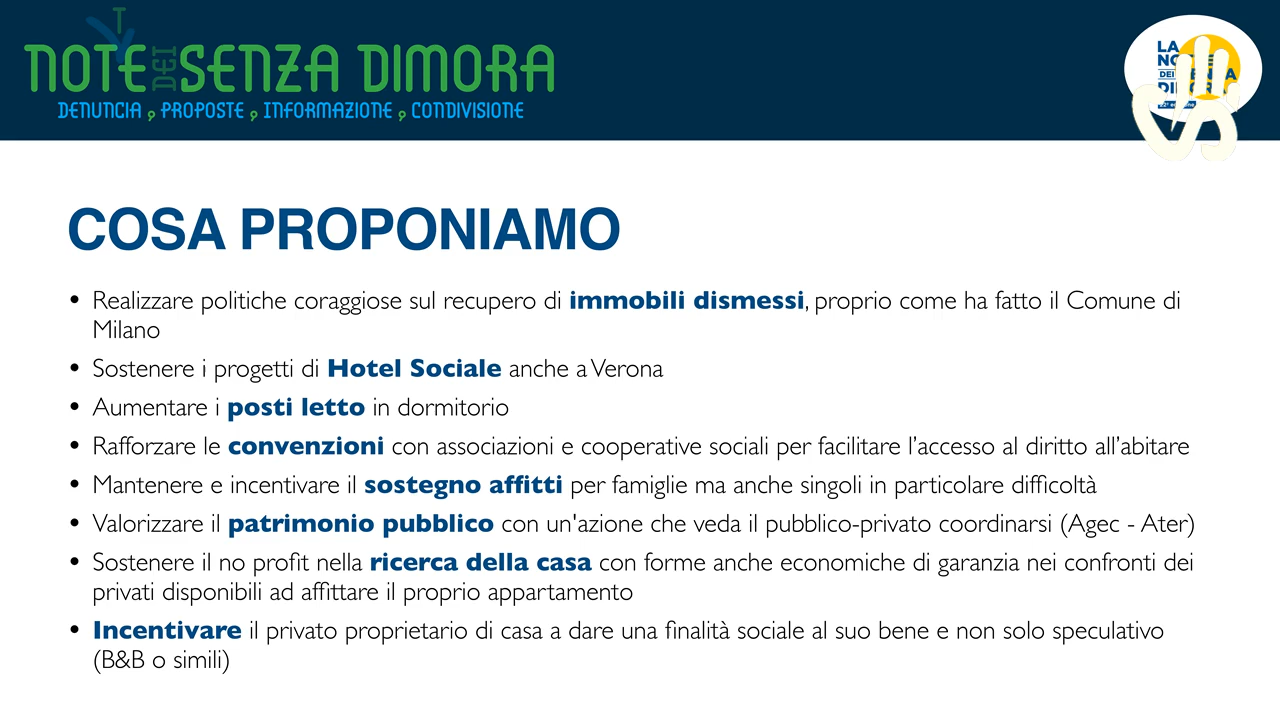 NOTE DEI SENZA DIMORA
DENUNCIA, PROPOSTE, INFORMAZIONE, CONDIVISIONE
LA
DEI
COSA PROPONIAMO
• Realizzare politiche coraggiose sul recupero di immobili dismessi, proprio come ha fatto il Comune di
Milano
• Sostenere i progetti di Hotel Sociale anche a Verona
• Aumentare i posti letto in dormitorio
• Rafforzare le convenzioni con associazioni e cooperative sociali per facilitare l’accesso al diritto all’abitare
• Mantenere e incentivare il sostegno affitti per famiglie ma anche singoli in particolare difficoltà
• Valorizzare il patrimonio pubblico con un'azione che veda il pubblico-privato coordinarsi (Agec - Ater)
• Sostenere il no profit nella ricerca della casa con forme anche economiche di garanzia nei confronti dei
privati disponibili ad affittare il proprio appartamento
• Incentivare il privato proprietario di casa a dare una finalità sociale al suo bene e non solo speculativo
(B&B o simili)